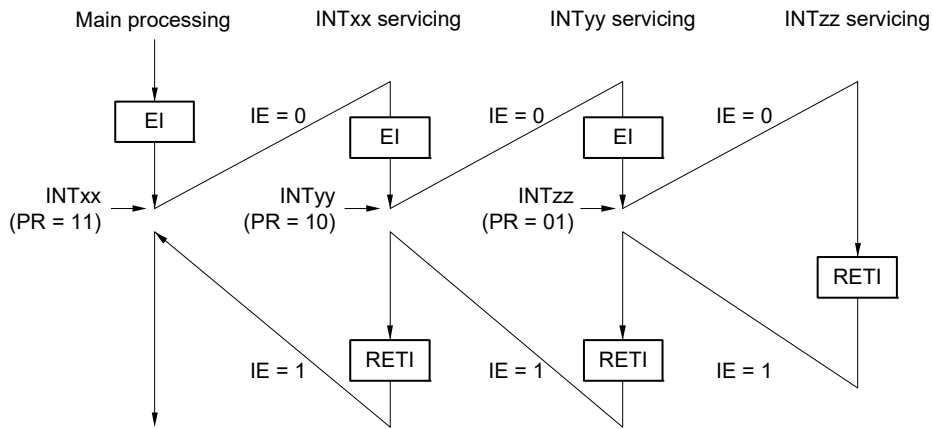 Main processing
INTxx servicing
INTyy servicing
INTzz servicing
EI
IE = 0
EI
IE = 0
EI
IE = 0
INTxx
(PR = 11)
INTyy
(PR = 10)
INTzz
(PR = 01)
RETI
IE = 1
RETI
IE = 1
RETI
IE = 1